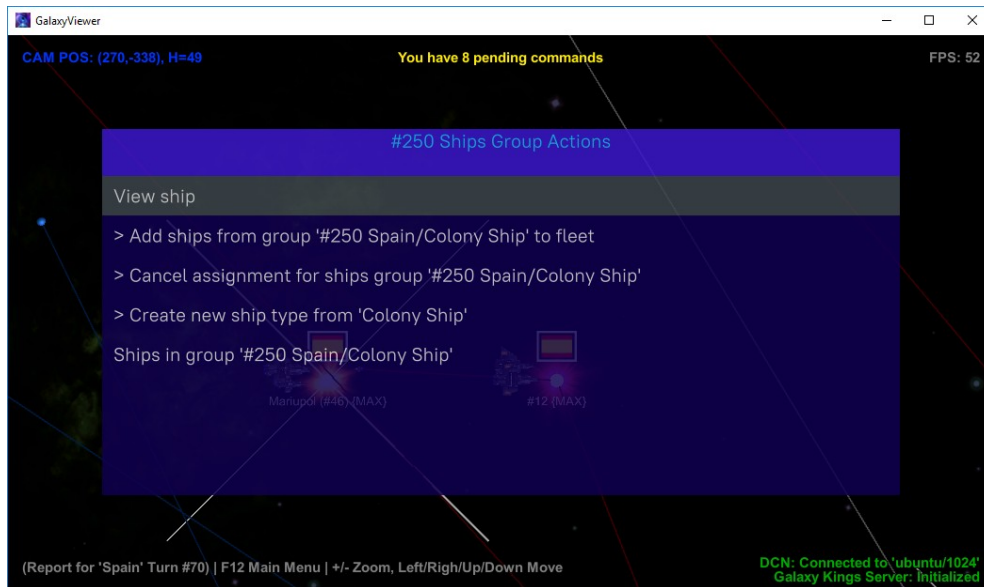 GalaxyViewer
CAM POS: (270,-338), H=49
You have 8 pending commands
FPS: 52
#250 Ships Group Actions
View ship
> Add ships from group '#250 Spain/Colony Ship' to fleet
> Cancel assignment for ships group '#250 Spain/Colony Ship'
> Create new ship type from 'Colony Ship'
Ships in group '#250 Spain/Colony Ship'
Mariupol (#46) {MAX}
#12 {MAX}
(Report for 'Spain' Turn #70) | F12 Main Menu | +/- Zoom, Left/Righ/Up/Down Move
DCN: Connected to 'ubuntu/1024'
Galaxy Kings Server: Initialized